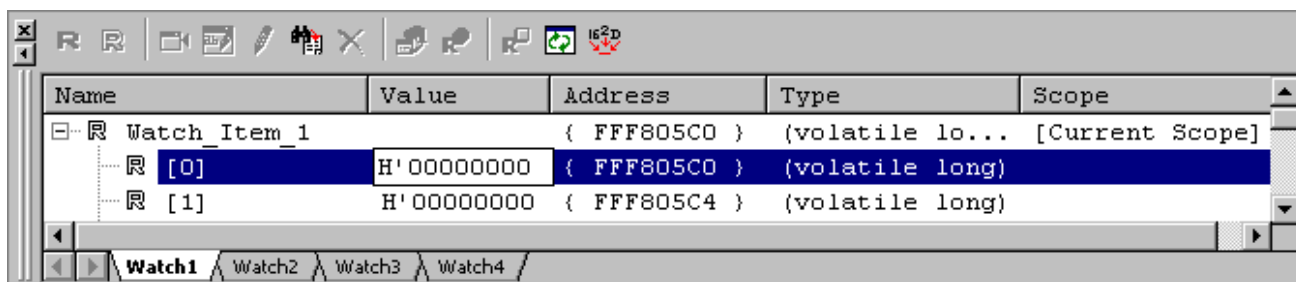 16²D
Name Value Address Type Scope
R Watch_Item_1 { FFF805C0 } (volatile lo... [Current Scope]
R [0] H'00000000 { FFF805C0 } (volatile long)
R [1] H'00000000 { FFF805C4 } (volatile long)
Watch1 Watch2 Watch3 Watch4